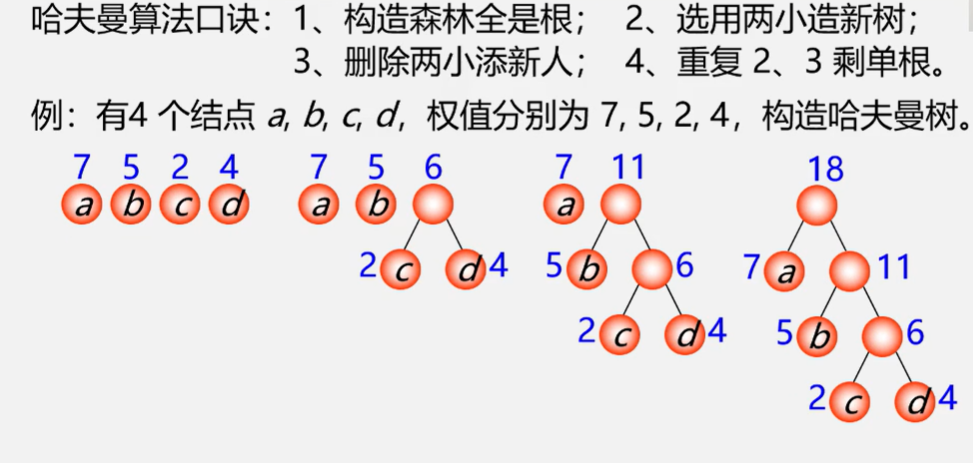 哈夫曼算法口诀：1、构造森林全是根； 2、选用两小造新树；
3、删除两小添新人； 4、重复 2、3 剩单根。
例：有4 个结点 a, b, c, d，权值分别为 7, 5, 2, 4，构造哈夫曼树。
7 5 2 4 7 5 6 7 11 18
a b c d a b a
2 c d 4 5 b 6 7 a 11
2 c d 4 5 b 6
2 c d 4